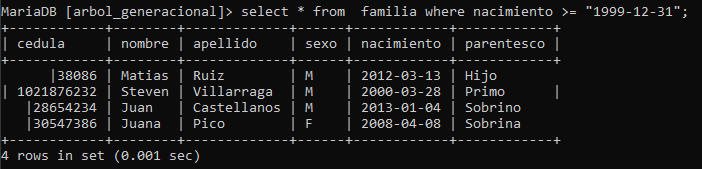 MariaDB [arbol_generacional]> select * from  familia where nacimiento >= "1999-12-31";
+------------+--------+-------------+------+------------+------------+
| cedula     | nombre | apellido    | sexo | nacimiento | parentesco |
+------------+--------+-------------+------+------------+------------+
      |38086 | Matias | Ruiz        | M    | 2012-03-13 | Hijo
| 1021876232 | Steven | Villarraga  | M    | 2000-03-28 | Primo      |
   |28654234 | Juan   | Castellanos | M    | 2013-01-04 | Sobrino
   |30547386 | Juana  | Pico        | F    | 2008-04-08 | Sobrina
+------------+--------+-------------+------+------------+------------+
4 rows in set (0.001 sec)